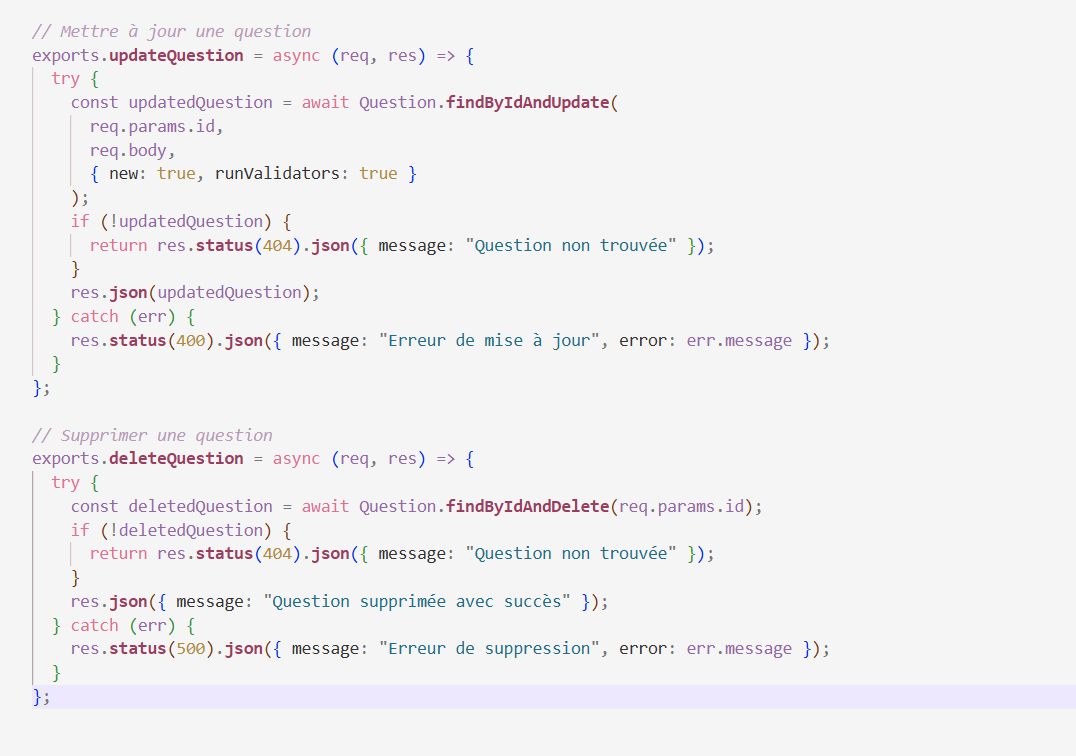 // Mettre à jour une question
exports.updateQuestion = async (req, res) => {
  try {
    const updatedQuestion = await Question.findByIdAndUpdate(
      req.params.id,
      req.body,
      { new: true, runValidators: true }
    );
    if (!updatedQuestion) {
      return res.status(404).json({ message: "Question non trouvée" });
    }
    res.json(updatedQuestion);
  } catch (err) {
    res.status(400).json({ message: "Erreur de mise à jour", error: err.message });
  }
};

// Supprimer une question
exports.deleteQuestion = async (req, res) => {
  try {
    const deletedQuestion = await Question.findByIdAndDelete(req.params.id);
    if (!deletedQuestion) {
      return res.status(404).json({ message: "Question non trouvée" });
    }
    res.json({ message: "Question supprimée avec succès" });
  } catch (err) {
    res.status(500).json({ message: "Erreur de suppression", error: err.message });
  }
};